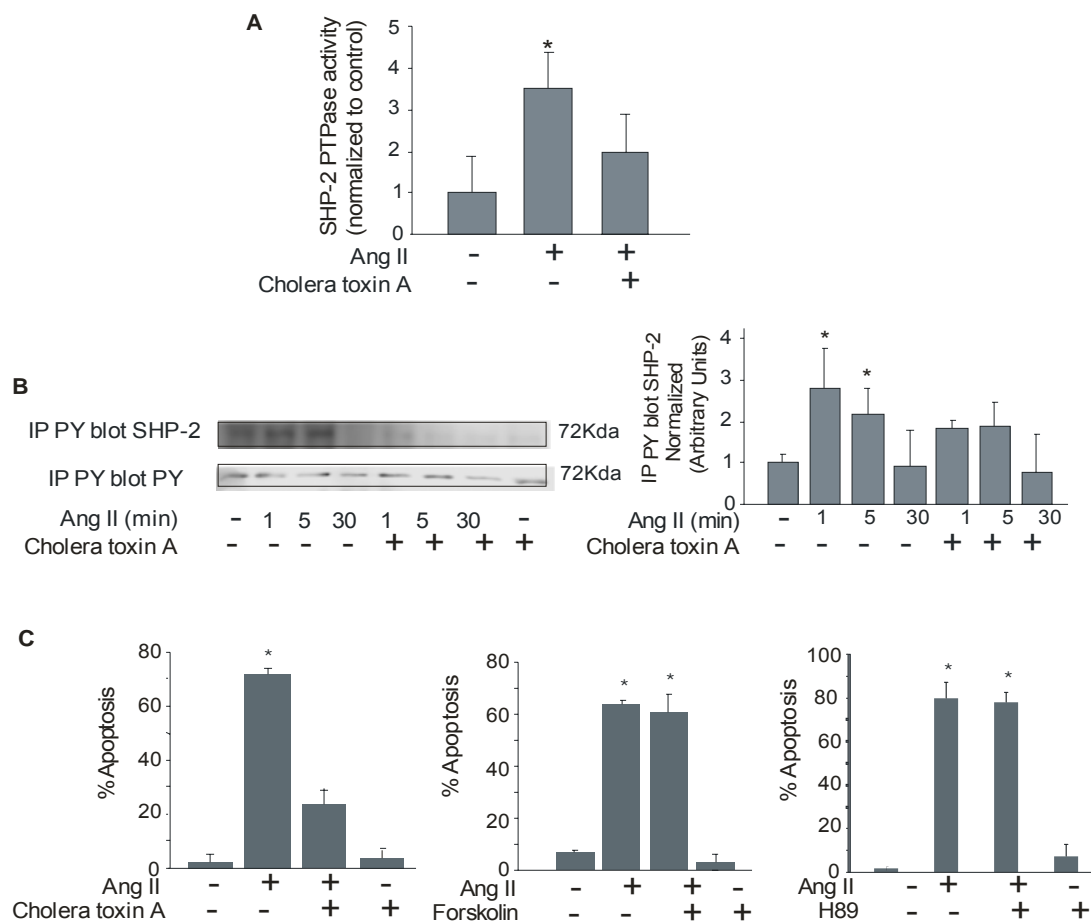 A
SHP-2 PTPase activity
(normalized to control)
5
4
3
2
1
0
*
Ang II - + +
Cholera toxin A - - +
B
IP PY blot SHP-2 72Kda
IP PY blot PY 72Kda
Ang II (min) - 1 5 30 1 5 30 -
Cholera toxin A - - - - + + + +
IP PY blot SHP-2
Normalized
(Arbitrary Units)
4
3
2
1
0
* *
Ang II (min) - 1 5 30 1 5 30
Cholera toxin A - - - - + + +
C
% Apoptosis
80
60
40
20
0
*
Ang II - + + -
Cholera toxin A - - + +
% Apoptosis
80
60
40
20
0
* *
Ang II - + + -
Forskolin - - + +
% Apoptosis
100
80
60
40
20
0
* *
Ang II - + + -
H89 - - + +